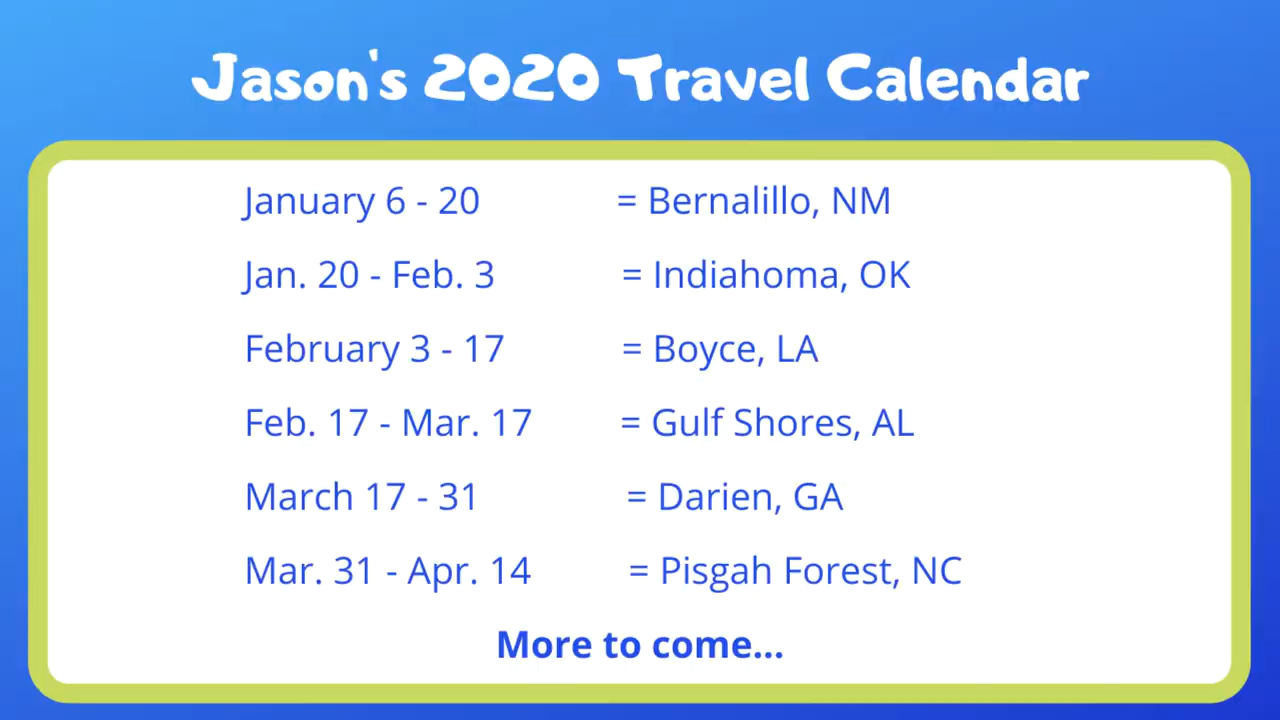 Jason's 2020 Travel Calendar
January 6 - 20 = Bernalillo, NM
Jan. 20 - Feb. 3 = Indiahoma, OK
February 3 - 17 = Boyce, LA
Feb. 17 - Mar. 17 = Gulf Shores, AL
March 17 - 31 = Darien, GA
Mar. 31 - Apr. 14 = Pisgah Forest, NC
More to come...